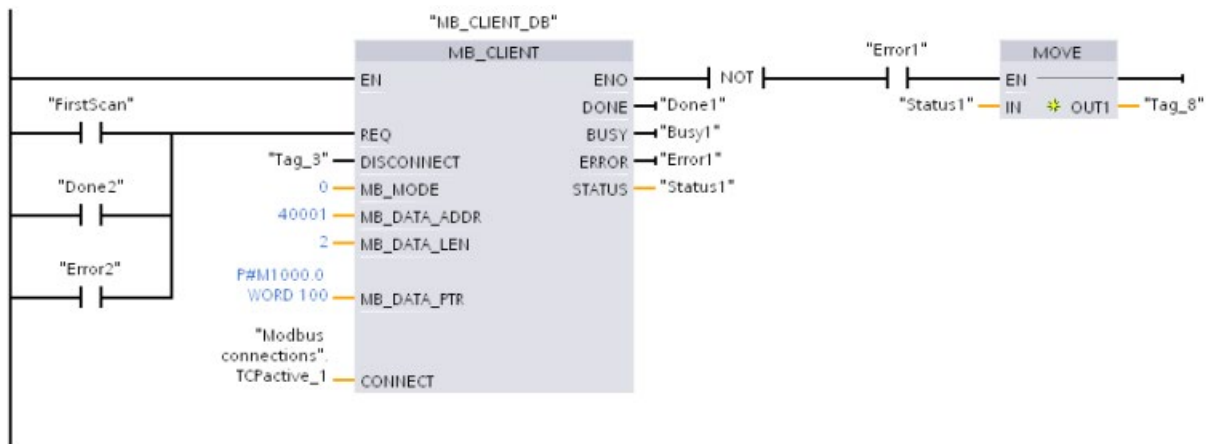 "MB_CLIENT_DB"
MB_CLIENT
EN
ENO
NOT
"Error1"
MOVE
EN
"FirstScan"
DONE
"Done1"
"Status1"
IN
OUT1
"Tag_8"
REQ
BUSY
"Busy1"
"Tag_3"
DISCONNECT
ERROR
"Error1"
"Done2"
0
MB_MODE
STATUS
"Status1"
40001
MB_DATA_ADDR
2
MB_DATA_LEN
"Error2"
P#M1000.0
WORD 100
MB_DATA_PTR
"Modbus
connections".
TCPactive_1
CONNECT